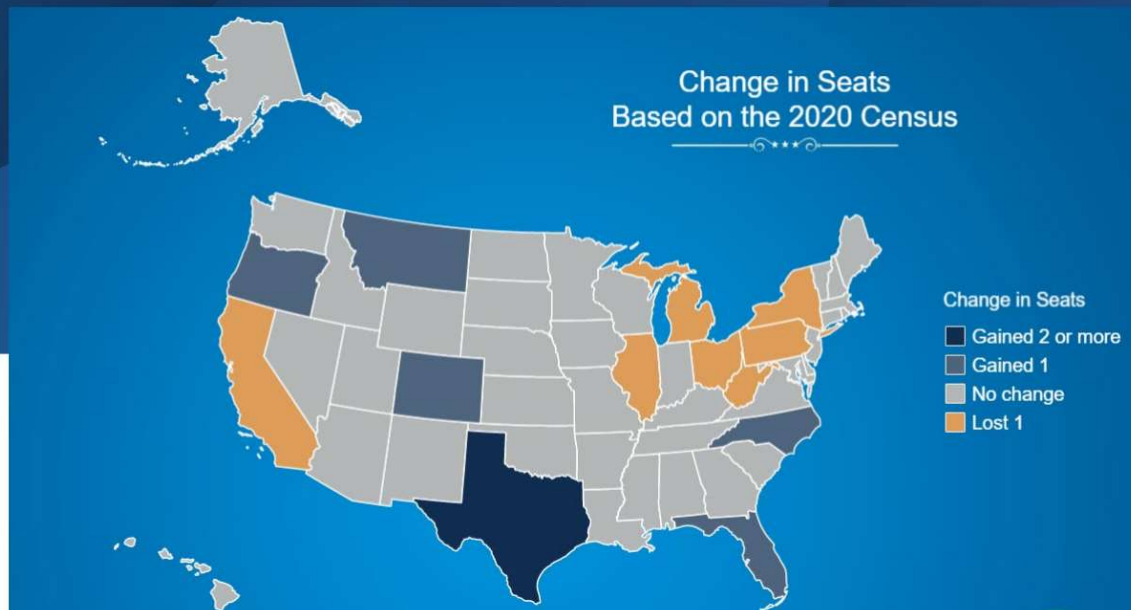 Change in Seats
Based on the 2020 Census
Change in Seats
Gained 2 or more
Gained 1
No change
Lost 1